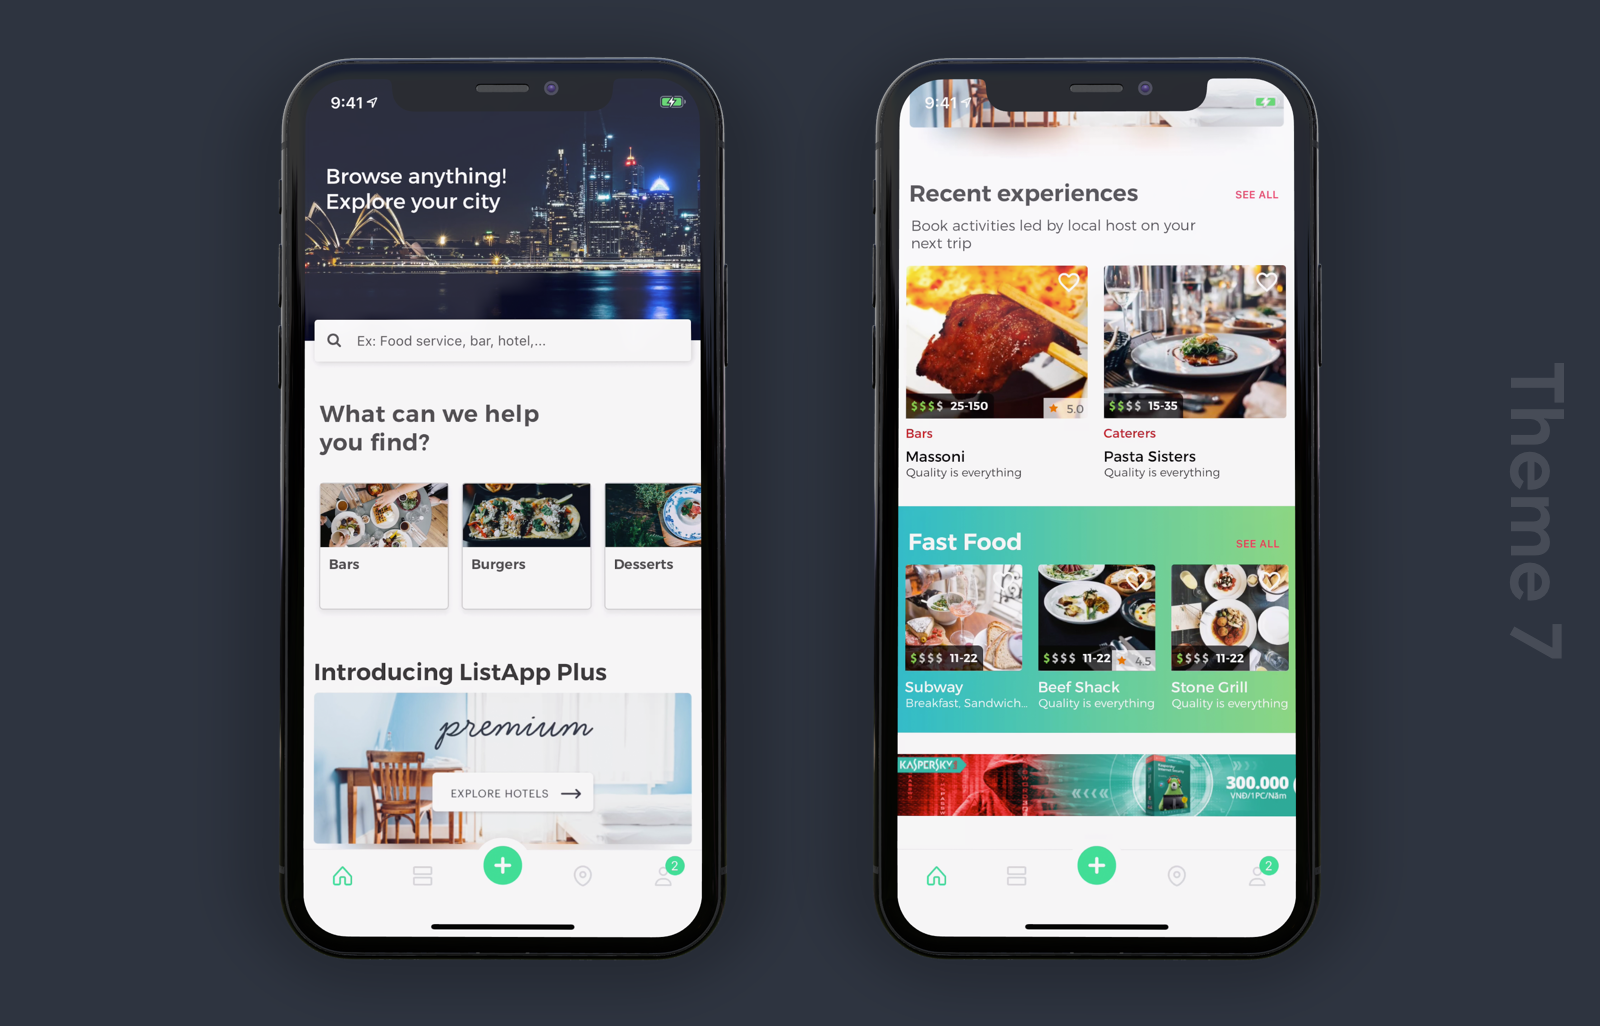 9:41
Browse anything!
Explore your city
Ex: Food service, bar, hotel,...
What can we help
you find?
Bars
Burgers
Desserts
Introducing ListApp Plus
premium
EXPLORE HOTELS
2
9:41
Recent experiences
SEE ALL
Book activities led by local host on your
next trip
$$$$ 25-150
5.0
$$$$ 15-35
Bars
Caterers
Massoni
Pasta Sisters
Quality is everything
Quality is everything
Fast Food
SEE ALL
$$$$ 11-22
$$$$ 11-22
4.5
$$$$ 11-22
Subway
Beef Shack
Stone Grill
Breakfast, Sandwich...
Quality is everything
Quality is everything
KASPERSKY
300.000
VNĐ/1PC/Năm
2
Theme 7